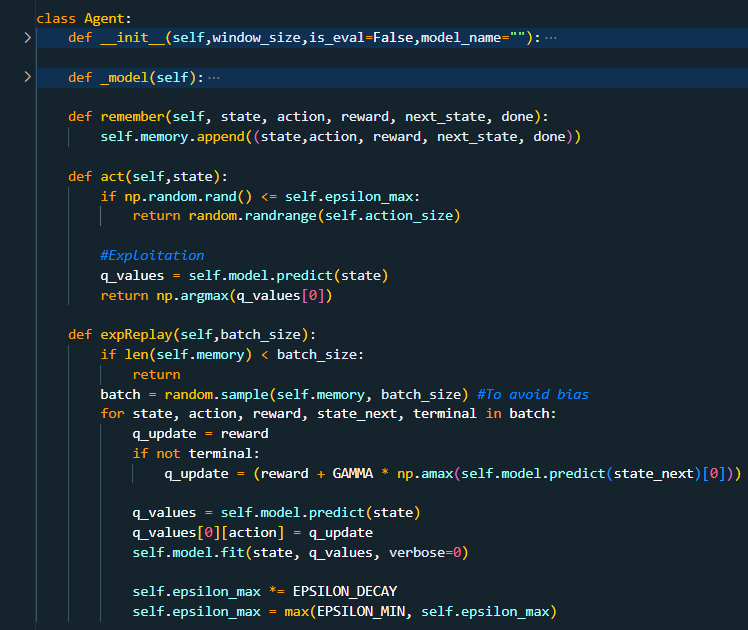 class Agent:
    def __init__(self,window_size,is_eval=False,model_name=""):···
    def _model(self):···
    def remember(self, state, action, reward, next_state, done):
        self.memory.append((state,action, reward, next_state, done))
    def act(self,state):
        if np.random.rand() <= self.epsilon_max:
            return random.randrange(self.action_size)
        #Exploitation
        q_values = self.model.predict(state)
        return np.argmax(q_values[0])
    def expReplay(self,batch_size):
        if len(self.memory) < batch_size:
            return
        batch = random.sample(self.memory, batch_size) #To avoid bias
        for state, action, reward, state_next, terminal in batch:
            q_update = reward
            if not terminal:
                q_update = (reward + GAMMA * np.amax(self.model.predict(state_next)[0]))
            q_values = self.model.predict(state)
            q_values[0][action] = q_update
            self.model.fit(state, q_values, verbose=0)
            self.epsilon_max *= EPSILON_DECAY
            self.epsilon_max = max(EPSILON_MIN, self.epsilon_max)